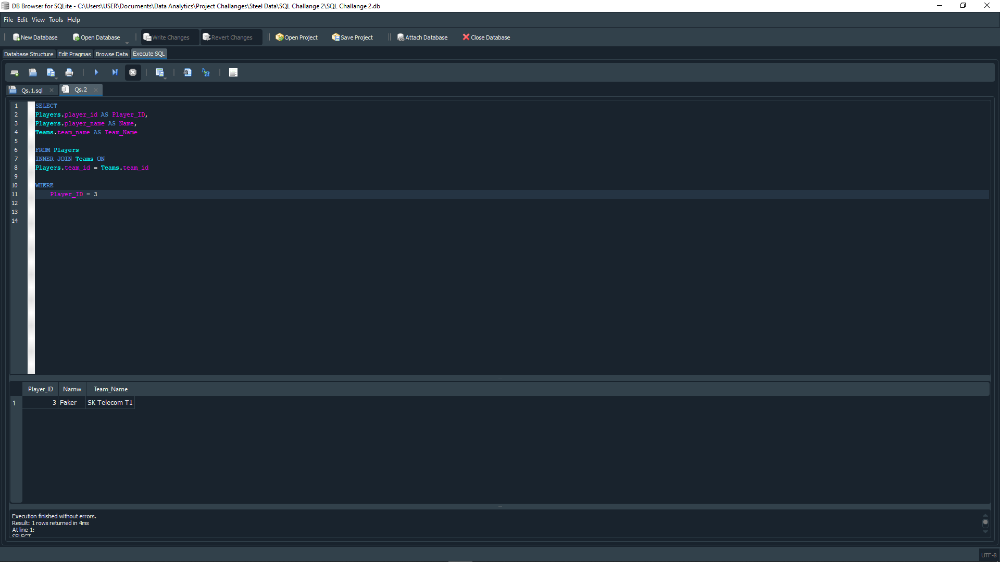 DB Browser for SQLite - C:\Users\USER\Documents\Data Analytics\Project Challanges\Steel Data\SQL Challange 2\SQL Challange 2.db
File Edit View Tools Help
New Database Open Database Write Changes Revert Changes Open Project Save Project Attach Database Close Database
Database Structure Edit Pragmas Browse Data Execute SQL
Qs.1.sql Qs.2
1 SELECT
2 Players.player_id AS Player_ID,
3 Players.player_name AS Name,
4 Teams.team_name AS Team_Name
5
6 FROM Players
7 INNER JOIN Teams ON
8 Players.team_id = Teams.team_id
9
10 WHERE
11 Player_ID = 3
12
13
14
Player_ID Namw Team_Name
1 3 Faker SK Telecom T1
Execution finished without errors.
Result: 1 rows returned in 4ms
At line 1:
SELECT
UTF-8